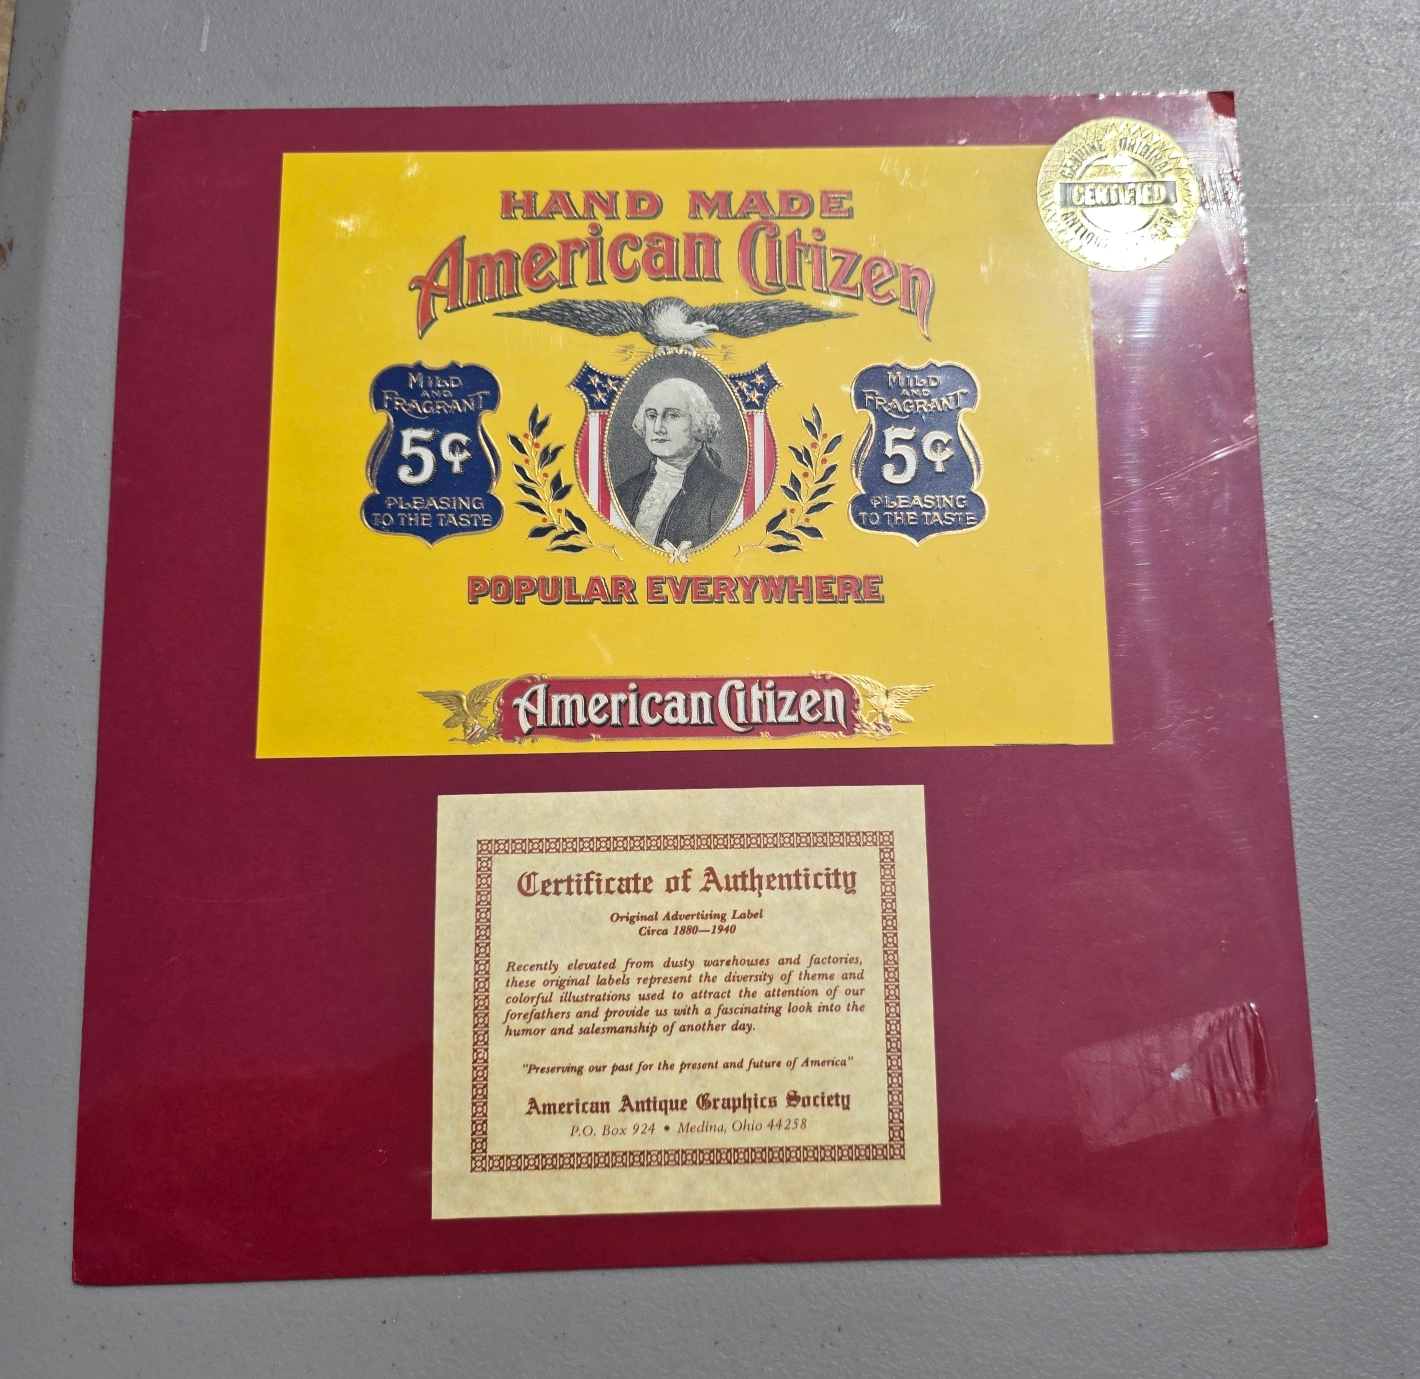 HAND MADE
American Citizen
MILD
AND
FRAGRANT
5¢
PLEASING
TO THE TASTE
MILD
AND
FRAGRANT
5¢
PLEASING
TO THE TASTE
POPULAR EVERYWHERE
American Citizen
GENUINE ORIGINAL
CERTIFIED
ANTIQUE
Certificate of Authenticity
Original Advertising Label
Circa 1880—1940
Recently elevated from dusty warehouses and factories,
these original labels represent the diversity of theme and
colorful illustrations used to attract the attention of our
forefathers and provide us with a fascinating look into the
humor and salesmanship of another day.
"Preserving our past for the present and future of America"
American Antique Graphics Society
P.O. Box 924 • Medina, Ohio 44258